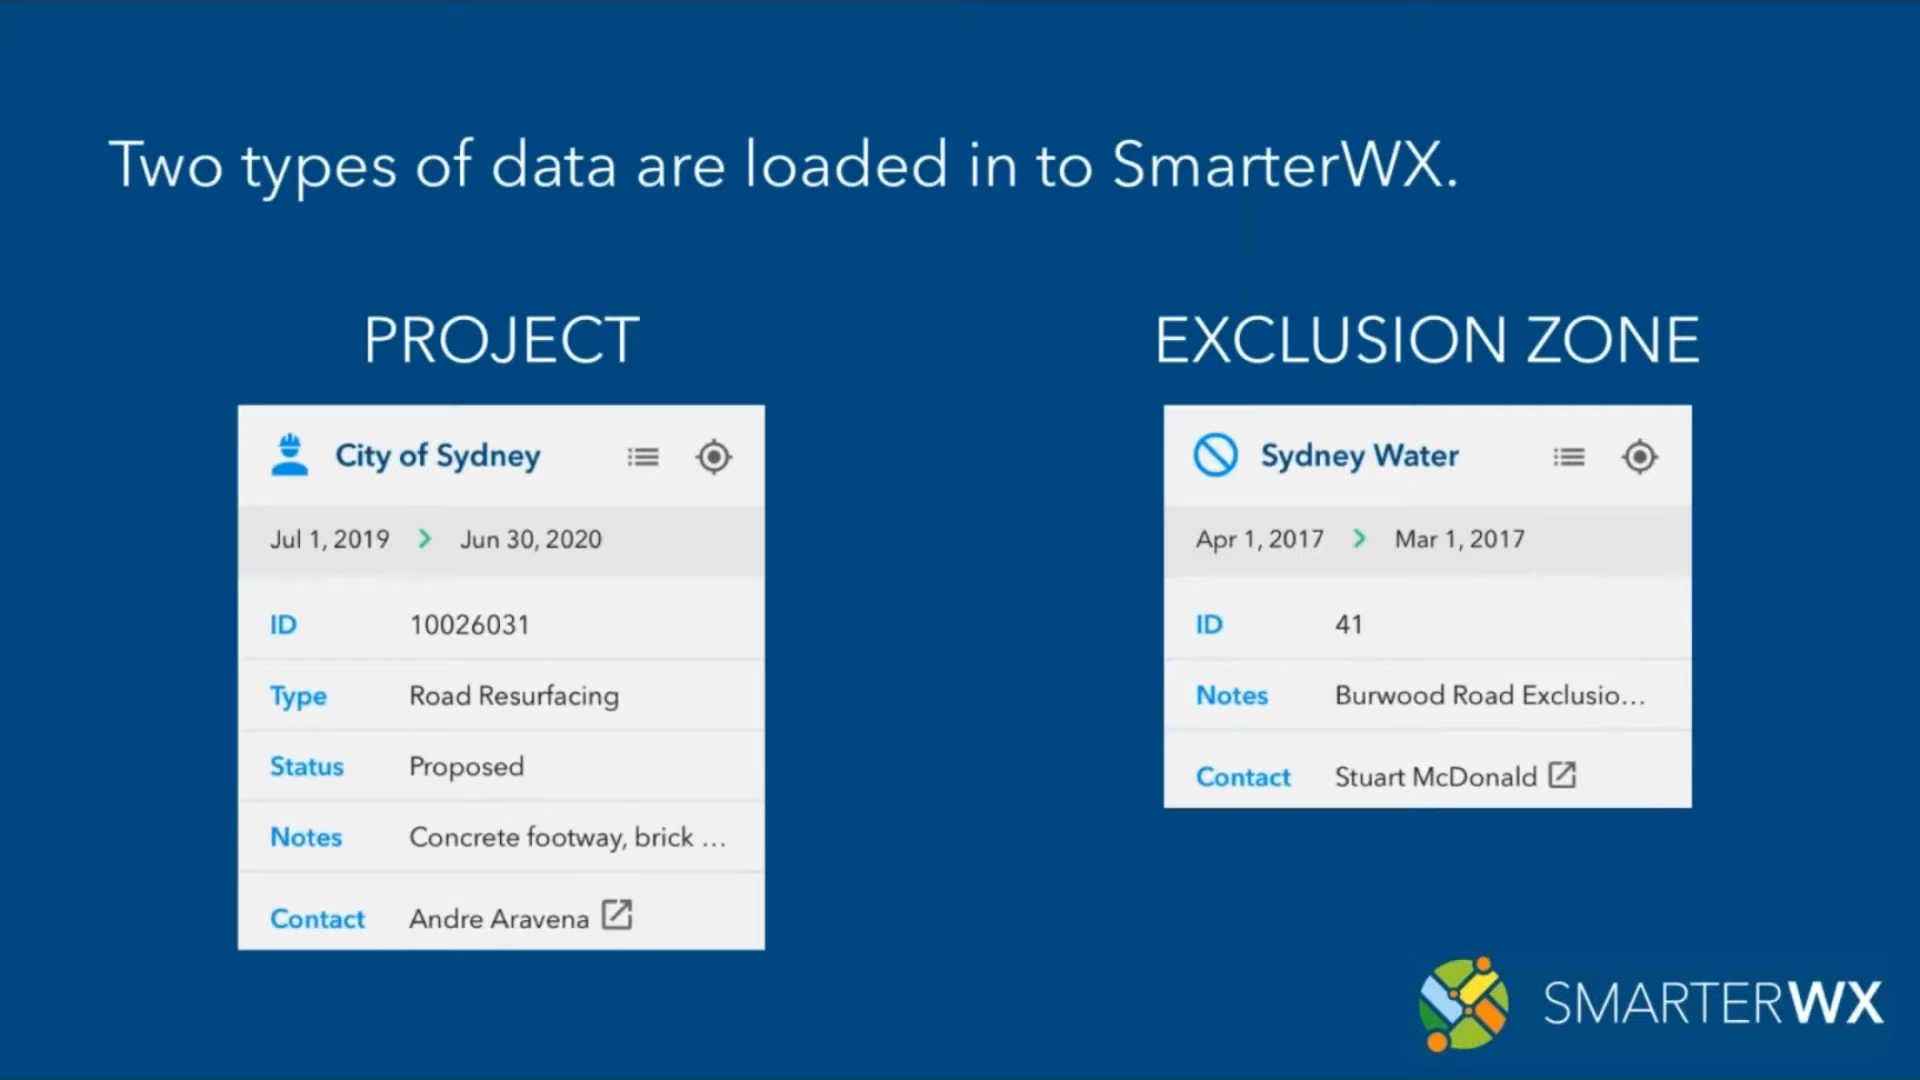 Two types of data are loaded in to SmarterWX.
PROJECT
City of Sydney
Jul 1, 2019 > Jun 30, 2020
ID 10026031
Type Road Resurfacing
Status Proposed
Notes Concrete footway, brick ...
Contact Andre Aravena
EXCLUSION ZONE
Sydney Water
Apr 1, 2017 > Mar 1, 2017
ID 41
Notes Burwood Road Exclusio...
Contact Stuart McDonald
SMARTERWX